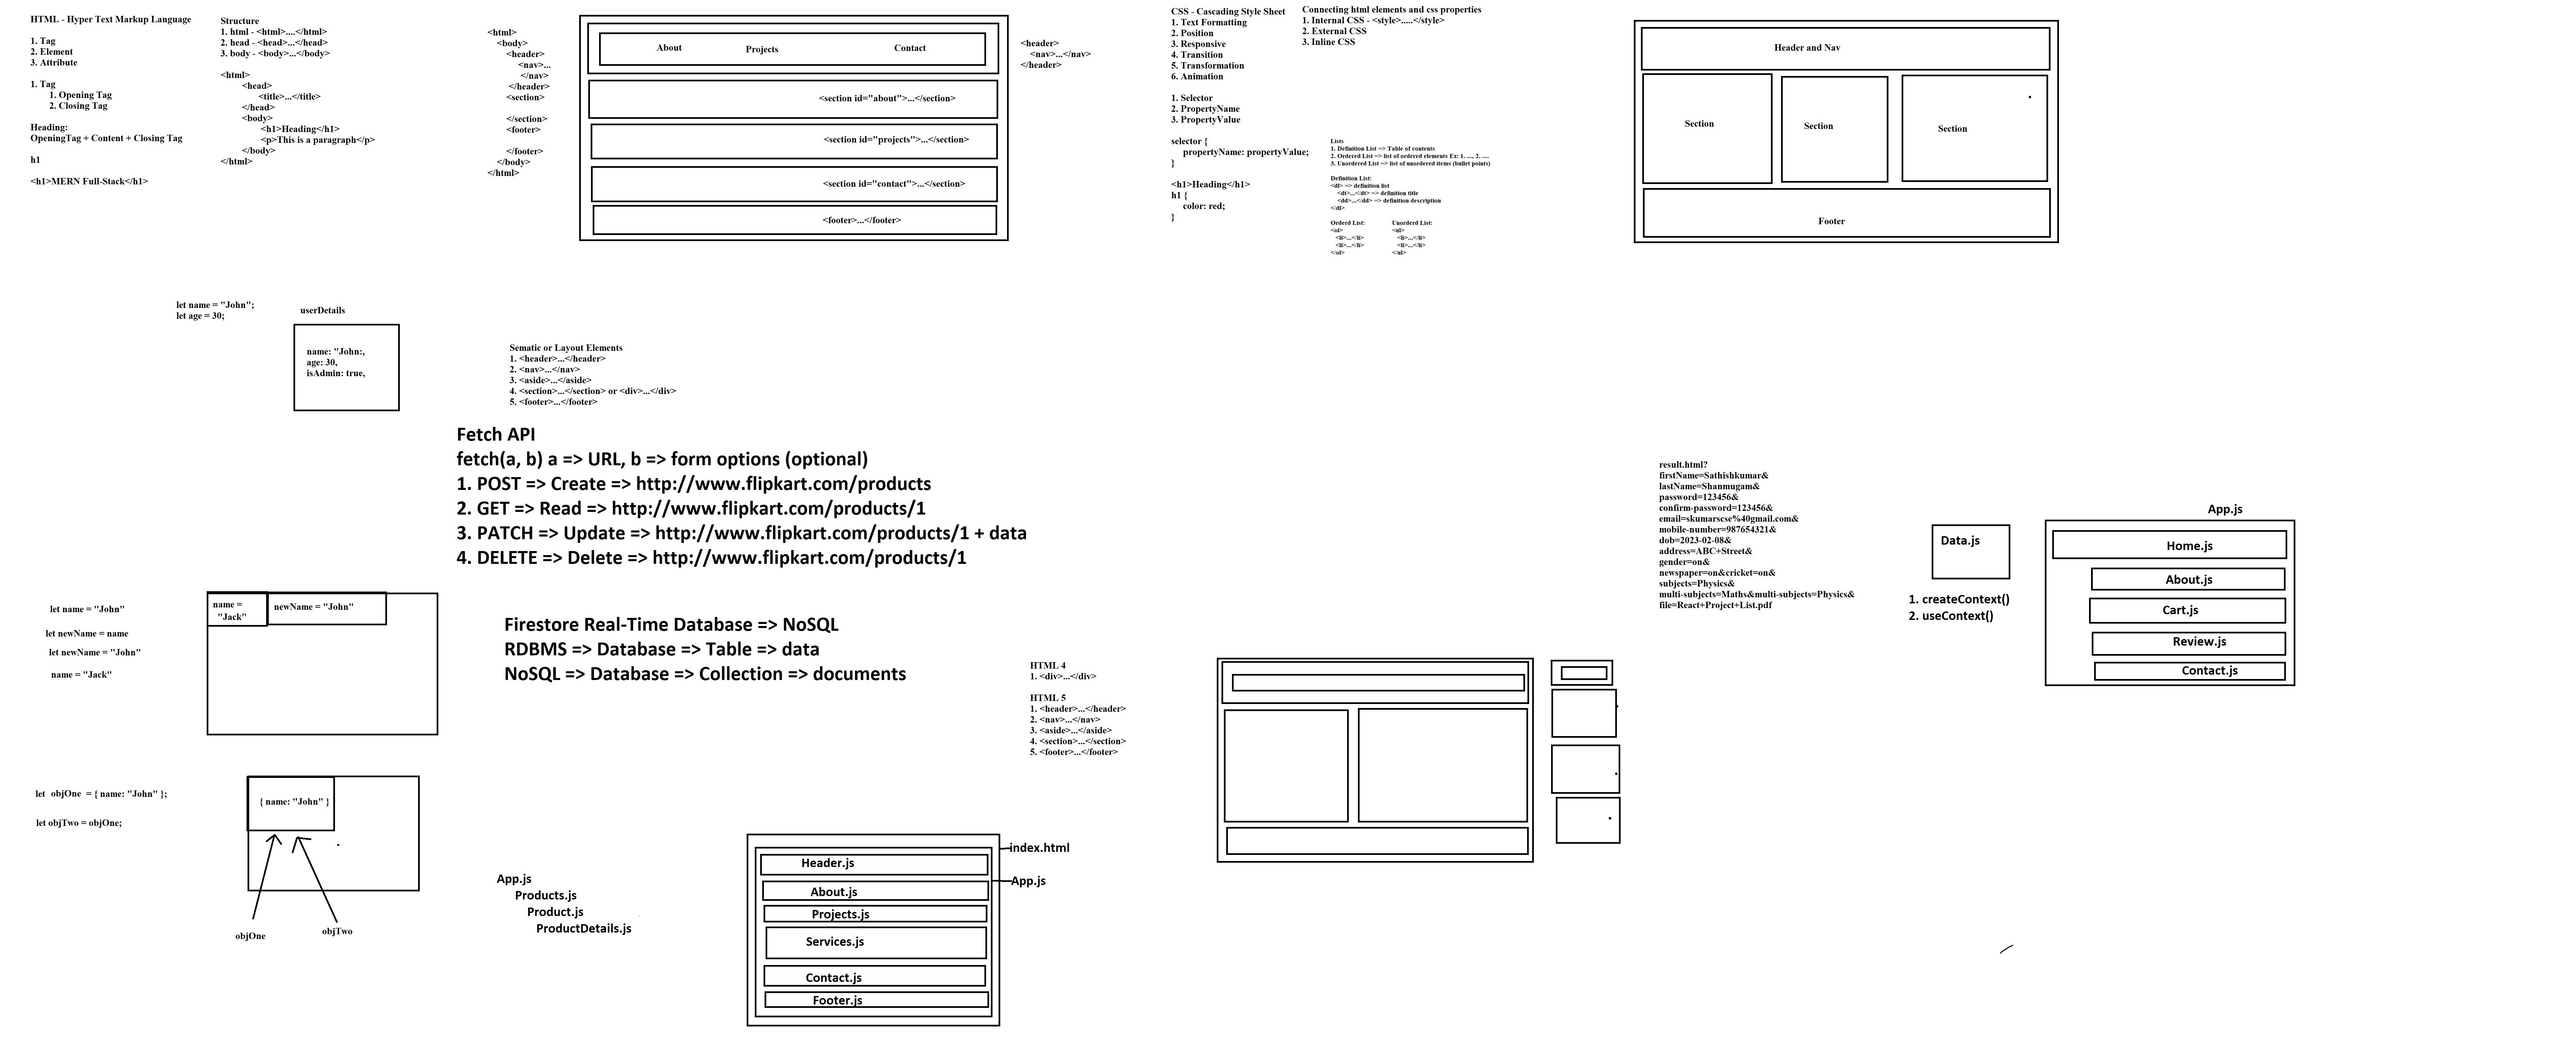 HTML - Hyper Text Markup Language
1. Tag
2. Element
3. Attribute
1. Tag
1. Opening Tag
2. Closing Tag
Heading:
OpeningTag + Content + Closing Tag
h1
<h1>MERN Full-Stack</h1>
Structure
1. html - <html>....</html>
2. head - <head>...</head>
3. body - <body>...</body>
<html>
<head>
<title>...</title>
</head>
<body>
<h1>Heading</h1>
<p>This is a paragraph</p>
</body>
</html>
<html>
<body>
<header>
<nav>...
</nav>
</header>
<section>
</section>
<footer>
</footer>
</body>
</html>
About Projects Contact
<section id="about">...</section>
<section id="projects">...</section>
<section id="contact">...</section>
<footer>...</footer>
<header>
<nav>...</nav>
</header>
CSS - Cascading Style Sheet
1. Text Formatting
2. Position
3. Responsive
4. Transition
5. Transformation
6. Animation
1. Selector
2. PropertyName
3. PropertyValue
selector {
propertyName: propertyValue;
}
<h1>Heading</h1>
h1 {
color: red;
}
Connecting html elements and css properties
1. Internal CSS - <style>.....</style>
2. External CSS
3. Inline CSS
Lists
1. Definition List => Table of contents
2. Ordered List => list of ordered elements Ex: 1. ..., 2. ....
3. Unordered List => list of unordered items (bullet points)
Definition List:
<dl> => definition list
<dt>...</dt> => definition title
<dd>...</dd> => definition description
</dl>
Orderd List:
<ol>
<li>...</li>
<li>...</li>
</ol>
Unorderd List:
<ul>
<li>...</li>
<li>...</li>
</ul>
Header and Nav
Section Section Section
Footer
let name = "John";
let age = 30;
userDetails
name: "John:,
age: 30,
isAdmin: true,
Sematic or Layout Elements
1. <header>...</header>
2. <nav>...</nav>
3. <aside>...</aside>
4. <section>...</section> or <div>...</div>
5. <footer>...</footer>
Fetch API
fetch(a, b) a => URL, b => form options (optional)
1. POST => Create => http://www.flipkart.com/products
2. GET => Read => http://www.flipkart.com/products/1
3. PATCH => Update => http://www.flipkart.com/products/1 + data
4. DELETE => Delete => http://www.flipkart.com/products/1
result.html?
firstName=Sathishkumar&
lastName=Shanmugam&
password=123456&
confirm-password=123456&
email=skumarscse%40gmail.com&
mobile-number=987654321&
dob=2023-02-08&
address=ABC+Street&
gender=on&
newspaper=on&cricket=on&
subjects=Physics&
multi-subjects=Maths&multi-subjects=Physics&
file=React+Project+List.pdf
Data.js
1. createContext()
2. useContext()
App.js
Home.js
About.js
Cart.js
Review.js
Contact.js
let name = "John"
let newName = name
let newName = "John"
name = "Jack"
name =
"Jack"
newName = "John"
Firestore Real-Time Database => NoSQL
RDBMS => Database => Table => data
NoSQL => Database => Collection => documents
HTML 4
1. <div>...</div>
HTML 5
1. <header>...</header>
2. <nav>...</nav>
3. <aside>...</aside>
4. <section>...</section>
5. <footer>...</footer>
let objOne = { name: "John" };
let objTwo = objOne;
{ name: "John" }
objOne
objTwo
App.js
Products.js
Product.js
ProductDetails.js
Header.js
About.js
Projects.js
Services.js
Contact.js
Footer.js
index.html
App.js